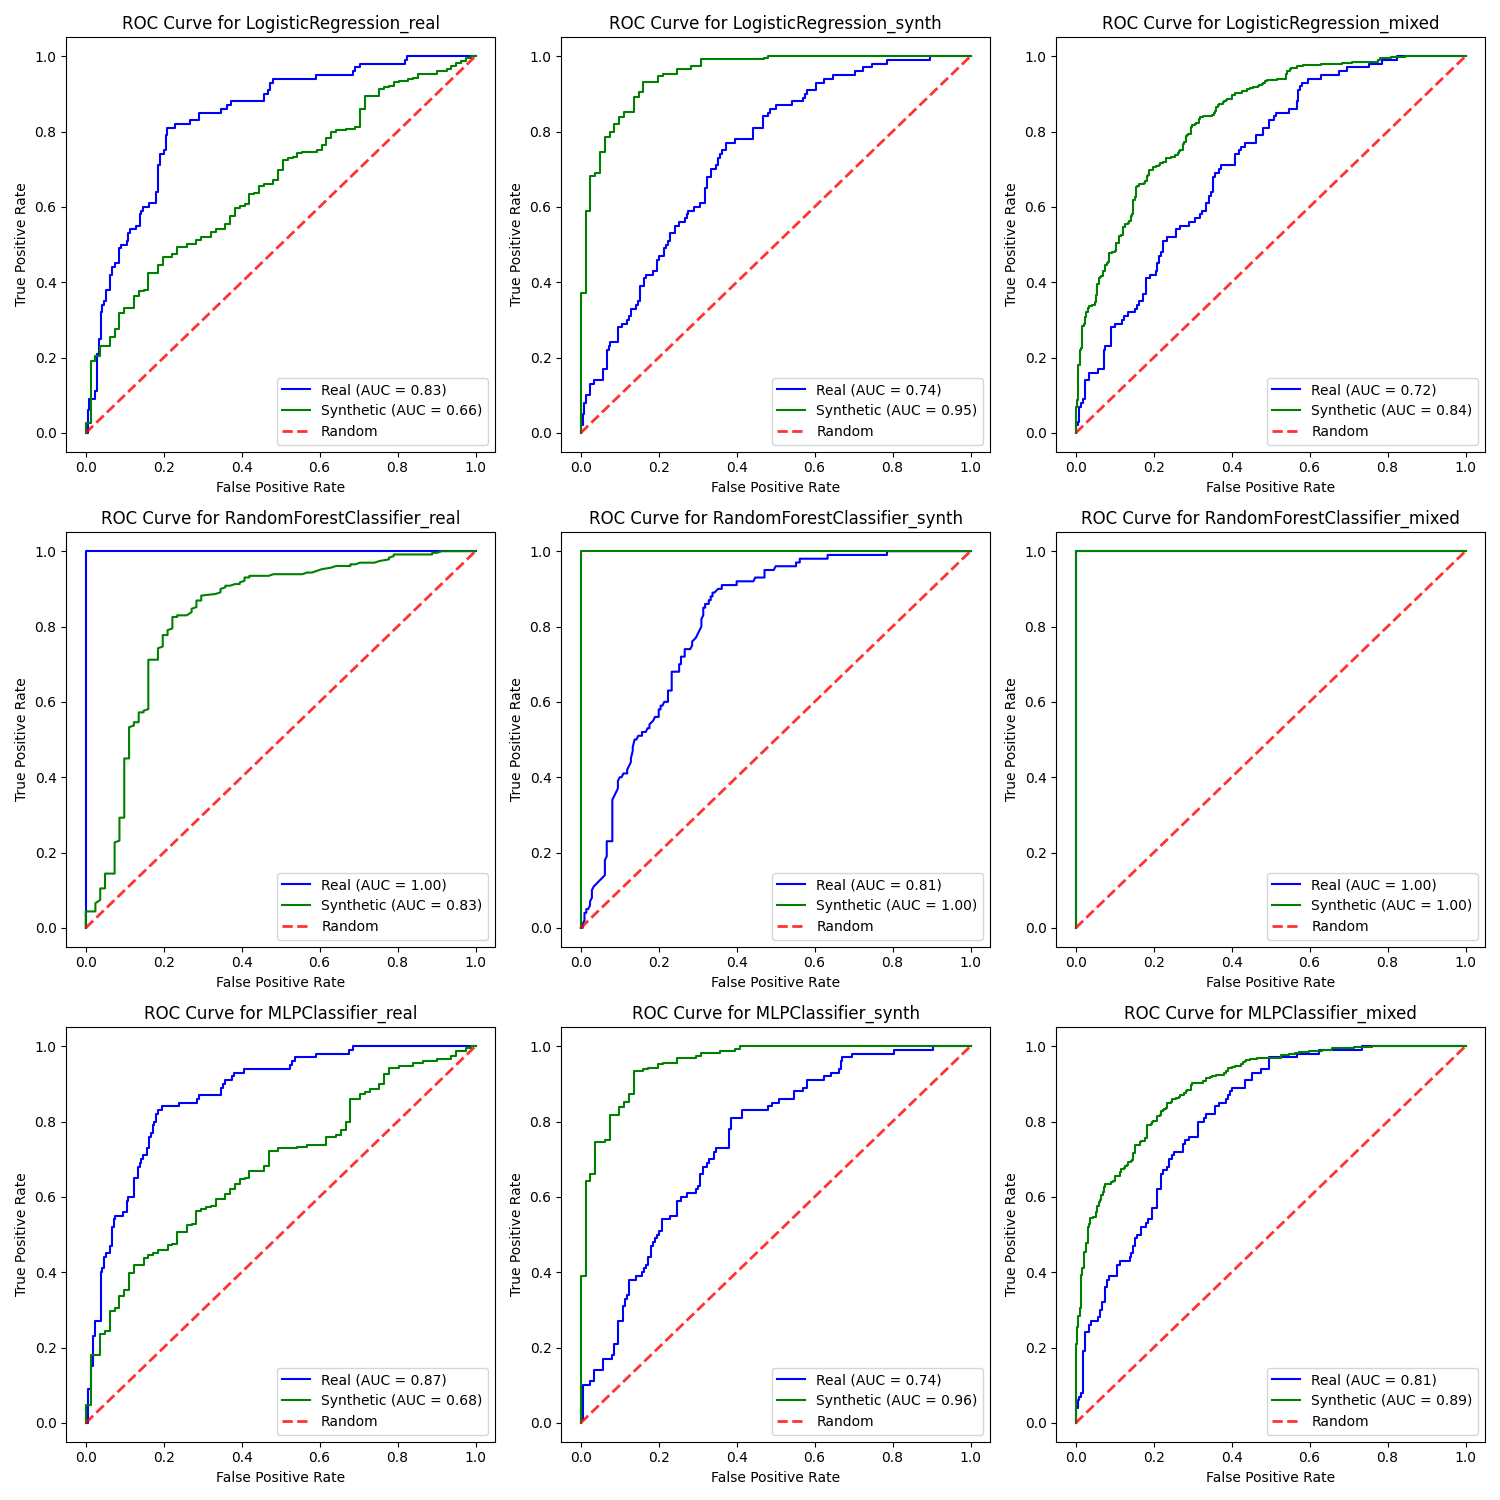 ROC Curve for LogisticRegression_real
True Positive Rate
1.0
0.8
0.6
0.4
0.2
0.0
Real (AUC = 0.83)
Synthetic (AUC = 0.66)
Random
0.0 0.2 0.4 0.6 0.8 1.0
False Positive Rate
ROC Curve for LogisticRegression_synth
True Positive Rate
1.0
0.8
0.6
0.4
0.2
0.0
Real (AUC = 0.74)
Synthetic (AUC = 0.95)
Random
0.0 0.2 0.4 0.6 0.8 1.0
False Positive Rate
ROC Curve for LogisticRegression_mixed
True Positive Rate
1.0
0.8
0.6
0.4
0.2
0.0
Real (AUC = 0.72)
Synthetic (AUC = 0.84)
Random
0.0 0.2 0.4 0.6 0.8 1.0
False Positive Rate
ROC Curve for RandomForestClassifier_real
True Positive Rate
1.0
0.8
0.6
0.4
0.2
0.0
Real (AUC = 1.00)
Synthetic (AUC = 0.83)
Random
0.0 0.2 0.4 0.6 0.8 1.0
False Positive Rate
ROC Curve for RandomForestClassifier_synth
True Positive Rate
1.0
0.8
0.6
0.4
0.2
0.0
Real (AUC = 0.81)
Synthetic (AUC = 1.00)
Random
0.0 0.2 0.4 0.6 0.8 1.0
False Positive Rate
ROC Curve for RandomForestClassifier_mixed
True Positive Rate
1.0
0.8
0.6
0.4
0.2
0.0
Real (AUC = 1.00)
Synthetic (AUC = 1.00)
Random
0.0 0.2 0.4 0.6 0.8 1.0
False Positive Rate
ROC Curve for MLPClassifier_real
True Positive Rate
1.0
0.8
0.6
0.4
0.2
0.0
Real (AUC = 0.87)
Synthetic (AUC = 0.68)
Random
0.0 0.2 0.4 0.6 0.8 1.0
False Positive Rate
ROC Curve for MLPClassifier_synth
True Positive Rate
1.0
0.8
0.6
0.4
0.2
0.0
Real (AUC = 0.74)
Synthetic (AUC = 0.96)
Random
0.0 0.2 0.4 0.6 0.8 1.0
False Positive Rate
ROC Curve for MLPClassifier_mixed
True Positive Rate
1.0
0.8
0.6
0.4
0.2
0.0
Real (AUC = 0.81)
Synthetic (AUC = 0.89)
Random
0.0 0.2 0.4 0.6 0.8 1.0
False Positive Rate